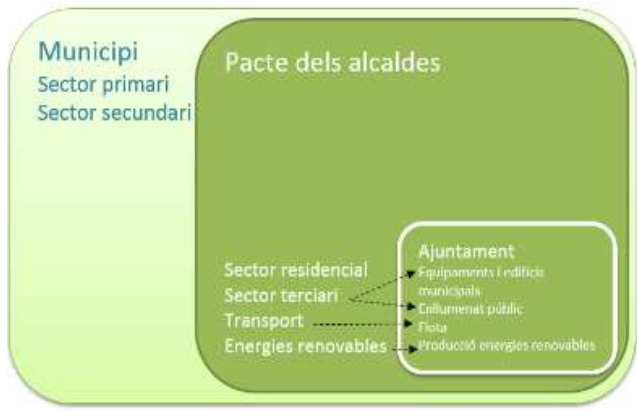 Municipi
Sector primari
Sector secundari
Pacte dels alcaldes
Sector residencial
Sector terciari
Transport
Energies renovables
Ajuntament
Equipaments i edificis
municipals
Enllumenat públic
Flota
Producció energies renovables